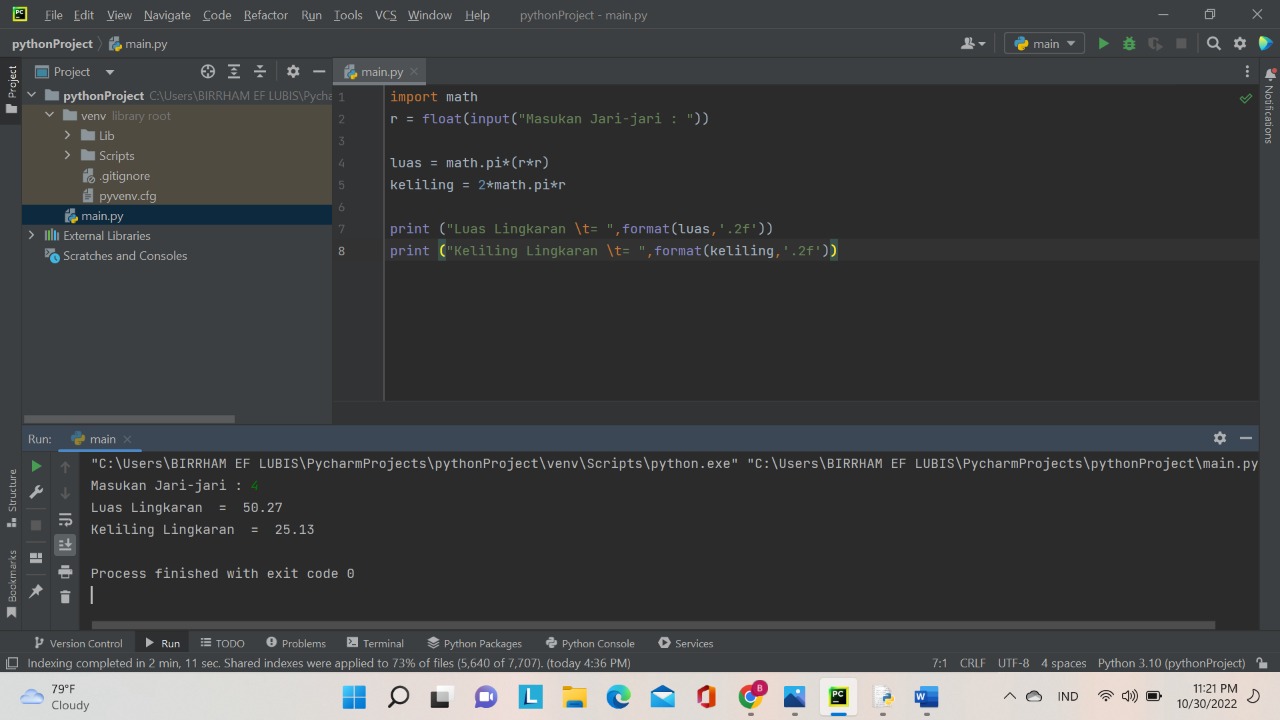 File Edit View Navigate Code Refactor Run Tools VCS Window Help pythonProject - main.py
pythonProject main.py main
Project main.py
Project
pythonProject C:\Users\BIRRHAM EF LUBIS\Pycha
venv library root
Lib
Scripts
.gitignore
pyvenv.cfg
main.py
External Libraries
Scratches and Consoles
1 import math
2 r = float(input("Masukan Jari-jari : "))
3
4 luas = math.pi*(r*r)
5 keliling = 2*math.pi*r
6
7 print ("Luas Lingkaran \t= ",format(luas,'.2f'))
8 print ("Keliling Lingkaran \t= ",format(keliling,'.2f'))
Notifications
Run: main
"C:\Users\BIRRHAM EF LUBIS\PycharmProjects\pythonProject\venv\Scripts\python.exe" "C:\Users\BIRRHAM EF LUBIS\PycharmProjects\pythonProject\main.py
Masukan Jari-jari : 4
Luas Lingkaran = 50.27
Keliling Lingkaran = 25.13
Process finished with exit code 0
Structure
Bookmarks
Version Control Run TODO Problems Terminal Python Packages Python Console Services
Indexing completed in 2 min, 11 sec. Shared indexes were applied to 73% of files (5,640 of 7,707). (today 4:36 PM) 7:1 CRLF UTF-8 4 spaces Python 3.10 (pythonProject)
79°F
Cloudy
IND
11:21 PM
10/30/2022